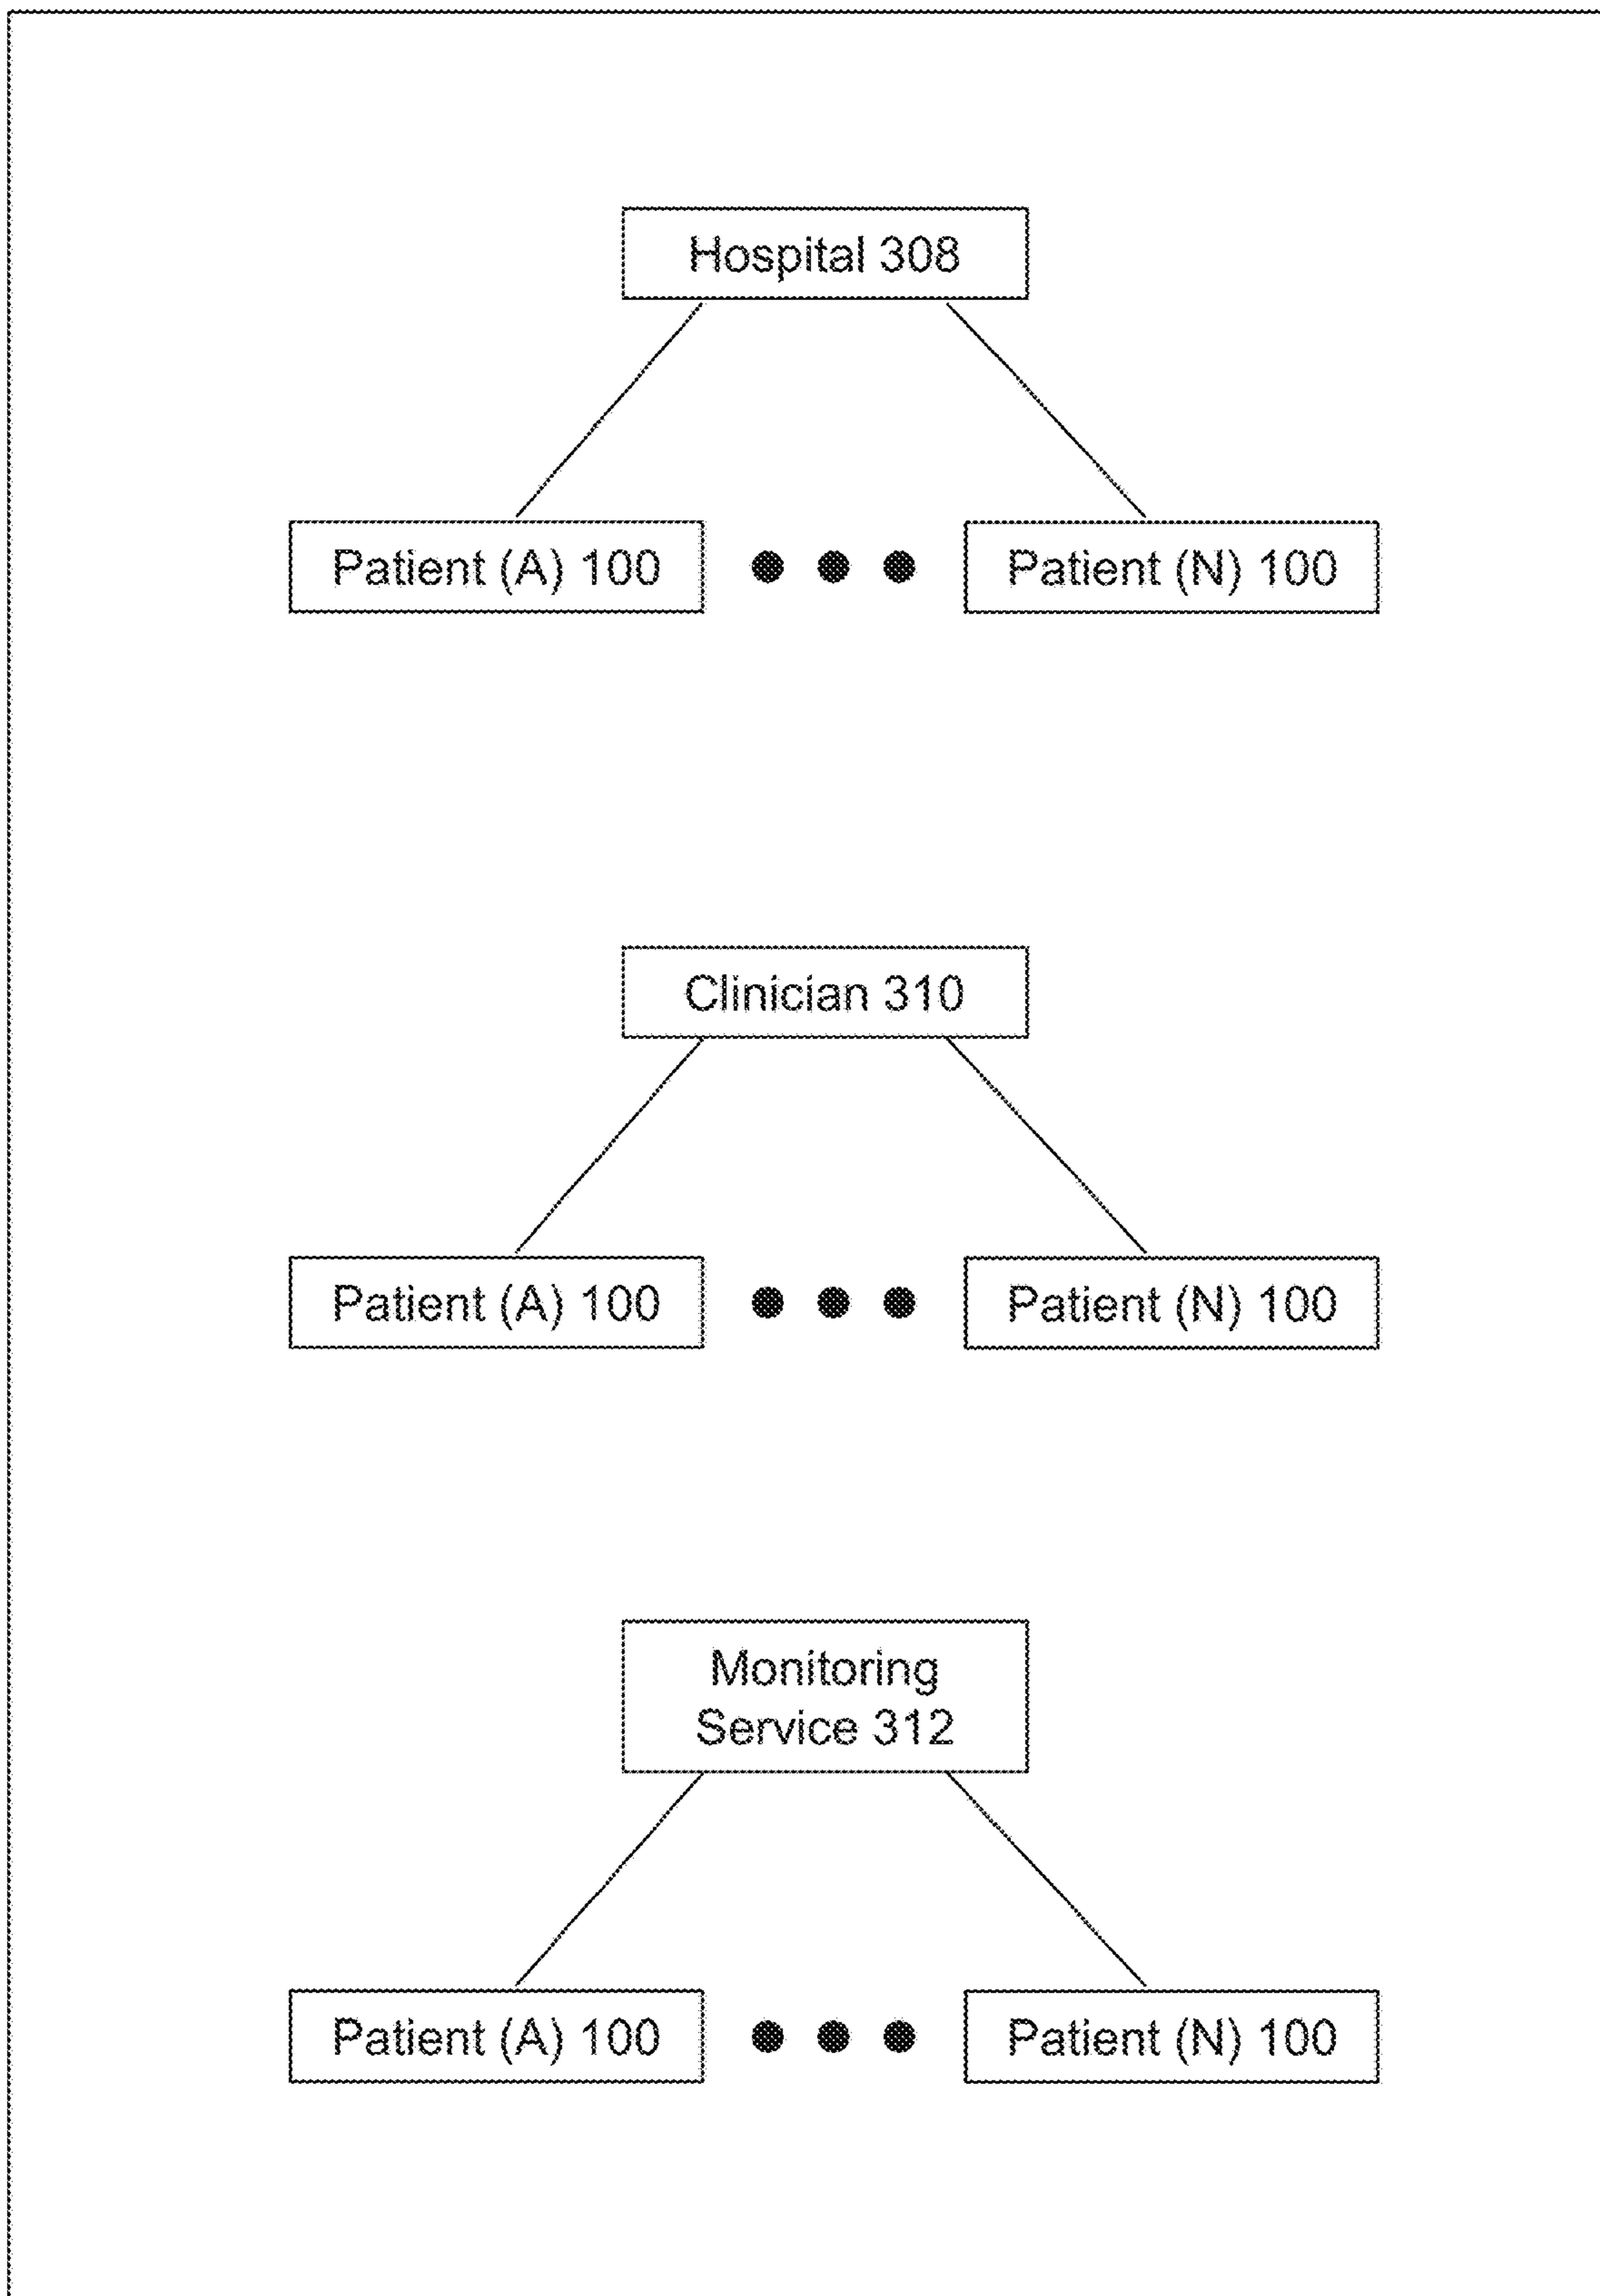 Hospital 308
Patient (A) 100
Patient (N) 100
Clinician 310
Patient (A) 100
Patient (N) 100
Monitoring
Service 312
Patient (A) 100
Patient (N) 100